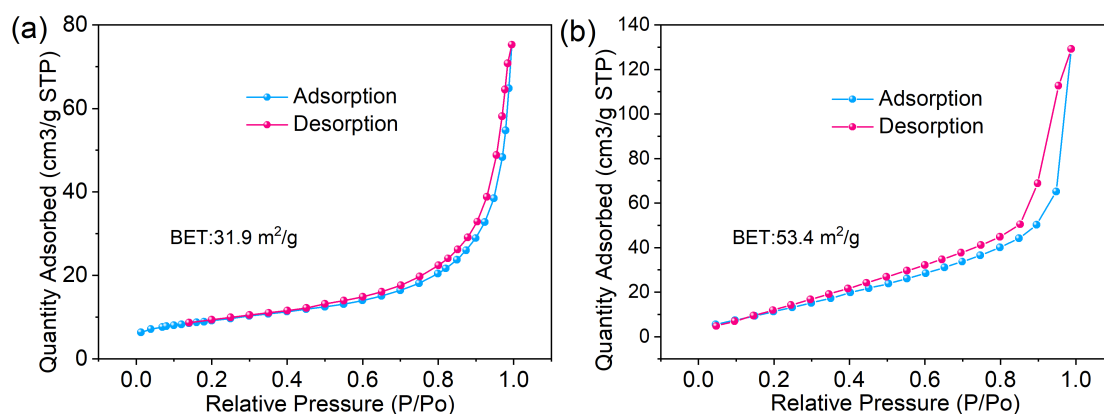 (a)
80
60
40
20
0
Quantity Adsorbed (cm3/g STP)
Adsorption
Desorption
BET:31.9 m²/g
0.0 0.2 0.4 0.6 0.8 1.0
Relative Pressure (P/Po)
(b)
140
120
100
80
60
40
20
0
Quantity Adsorbed (cm3/g STP)
Adsorption
Desorption
BET:53.4 m²/g
0.0 0.2 0.4 0.6 0.8 1.0
Relative Pressure (P/Po)